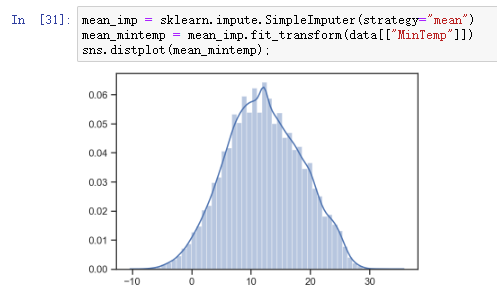 In [31]:
mean_imp = sklearn.impute.SimpleImputer(strategy="mean")
mean_mintemp = mean_imp.fit_transform(data[["MinTemp"]])
sns.distplot(mean_mintemp);
0.06
0.05
0.04
0.03
0.02
0.01
0.00
−10 0 10 20 30